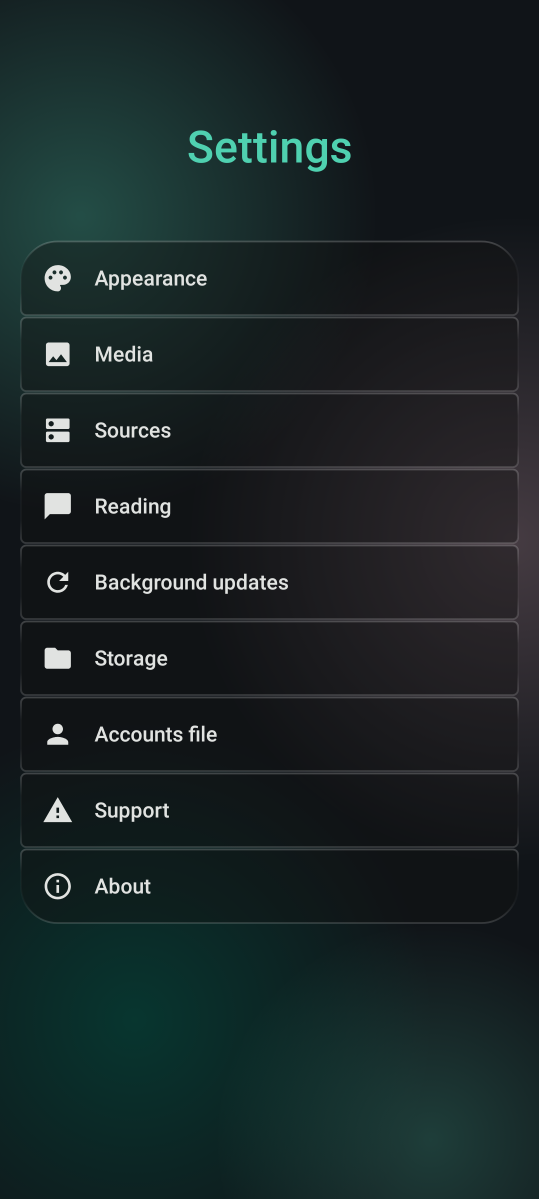 Settings
Appearance
Media
Sources
Reading
Background updates
Storage
Accounts file
Support
About